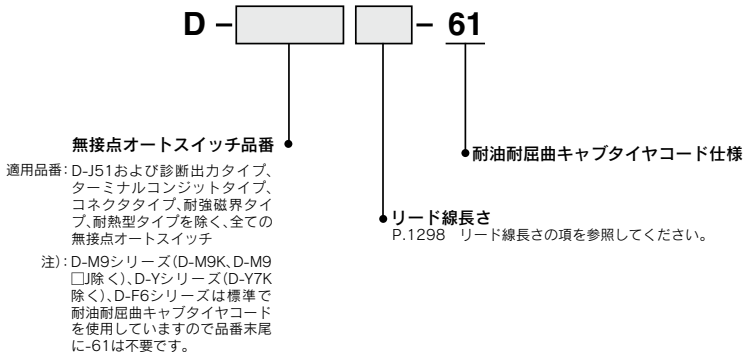 D - - 61
無接点オートスイッチ品番
適用品番：D-J51および診断出力タイプ、
ターミナルコンジットタイプ、
コネクタタイプ、耐強磁界タイ
プ、耐熱型タイプを除く、全ての
無接点オートスイッチ
注)：D-M9シリーズ(D-M9K、D-M9
□J除く)、D-Yシリーズ(D-Y7K
除く)、D-F6シリーズは標準で
耐油耐屈曲キャブタイヤコード
を使用していますので品番末尾
に-61は不要です。
リード線長さ
P.1298　リード線長さの項を参照してください。
耐油耐屈曲キャブタイヤコード仕様